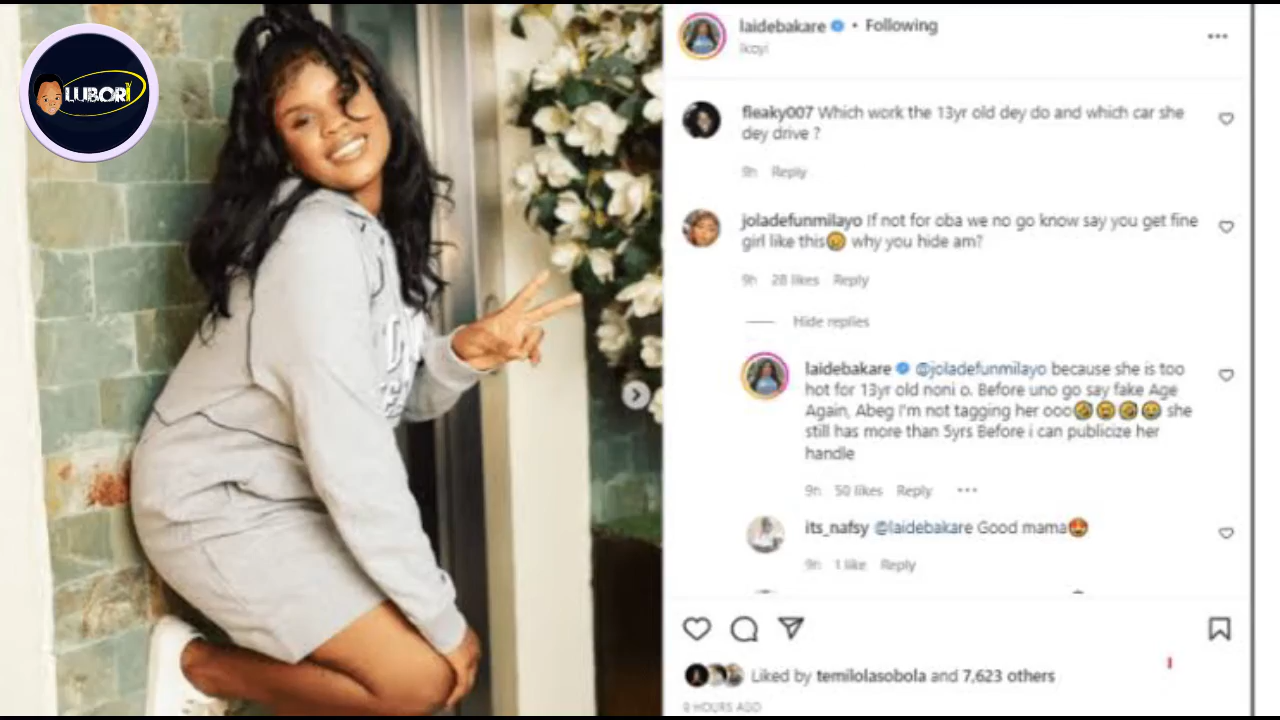 LUBORI
laidebakare • Following
Ikoyi
fleaky007 Which work the 13yr old dey do and which car she
dey drive ?
9h Reply
joladefunmilayo If not for oba we no go know say you get fine
girl like this😢 why you hide am?
9h 28 likes Reply
Hide replies
laidebakare @joladefunmilayo because she is too
hot for 13yr old noni o. Before uno go say fake Age
Again, Abeg I'm not tagging her ooo she
still has more than 5yrs Before i can publicize her
handle
9h 50 likes Reply
its_nafsy @laidebakare Good mama😍
9h 1 like Reply
Liked by temilolasobola and 7,623 others
9 HOURS AGO